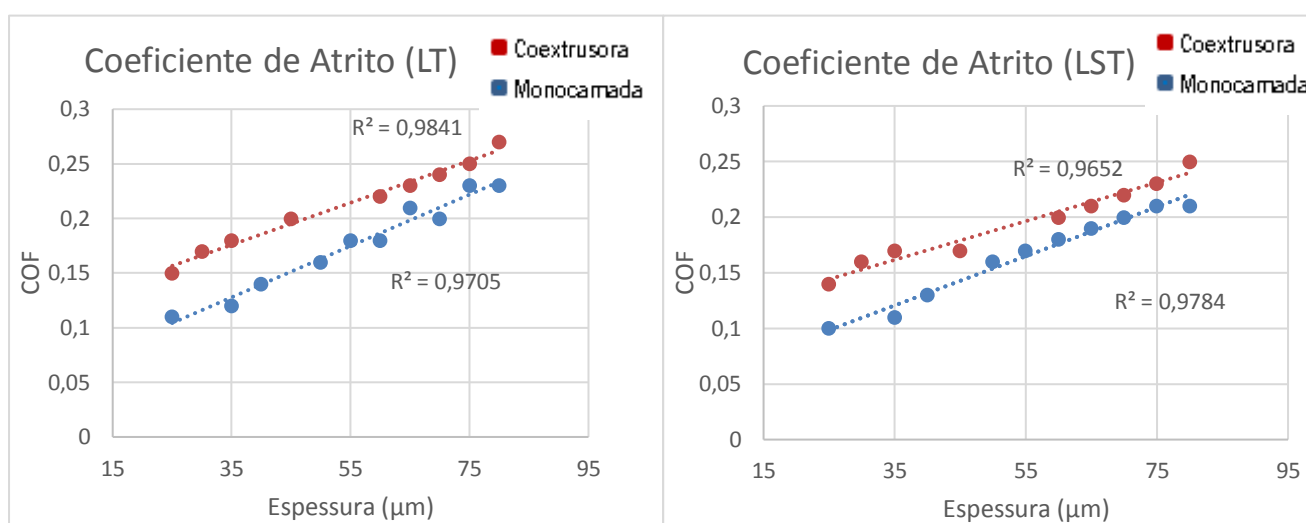 Coeficiente de Atrito (LT)
Coextrusora
Monocamada
0,3
0,25
0,2
0,15
0,1
0,05
0
COF
R² = 0,9841
R² = 0,9705
15 35 55 75 95
Espessura (µm)
Coeficiente de Atrito (LST)
Coextrusora
Monocamada
0,3
0,25
0,2
0,15
0,1
0,05
0
COF
R² = 0,9652
R² = 0,9784
15 35 55 75 95
Espessura (µm)